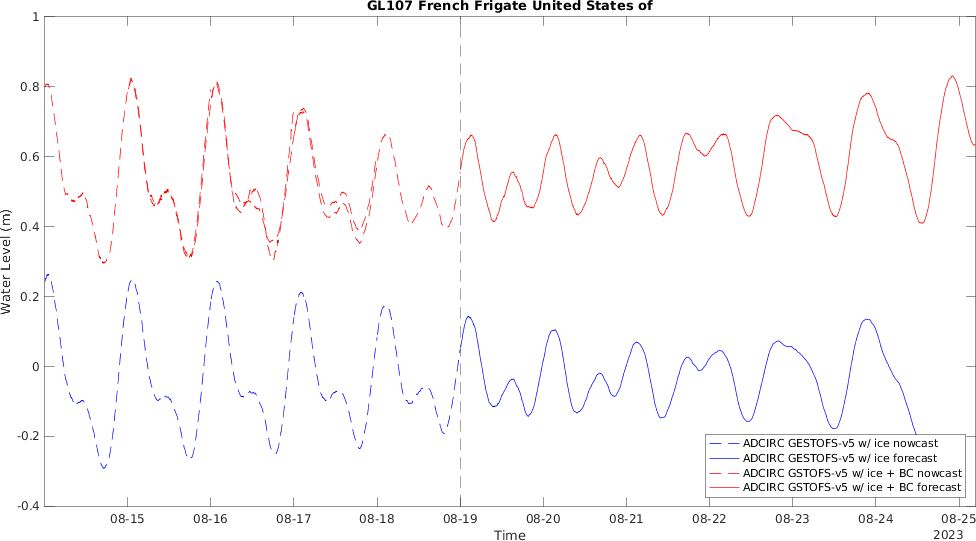 GL107 French Frigate United States of
1
0.8
0.6
0.4
0.2
0
-0.2
-0.4
Water Level (m)
ADCIRC GESTOFS-v5 w/ ice nowcast
ADCIRC GESTOFS-v5 w/ ice forecast
ADCIRC GSTOFS-v5 w/ ice + BC nowcast
ADCIRC GSTOFS-v5 w/ ice + BC forecast
08-15 08-16 08-17 08-18 08-19 08-20 08-21 08-22 08-23 08-24 08-25
Time
2023